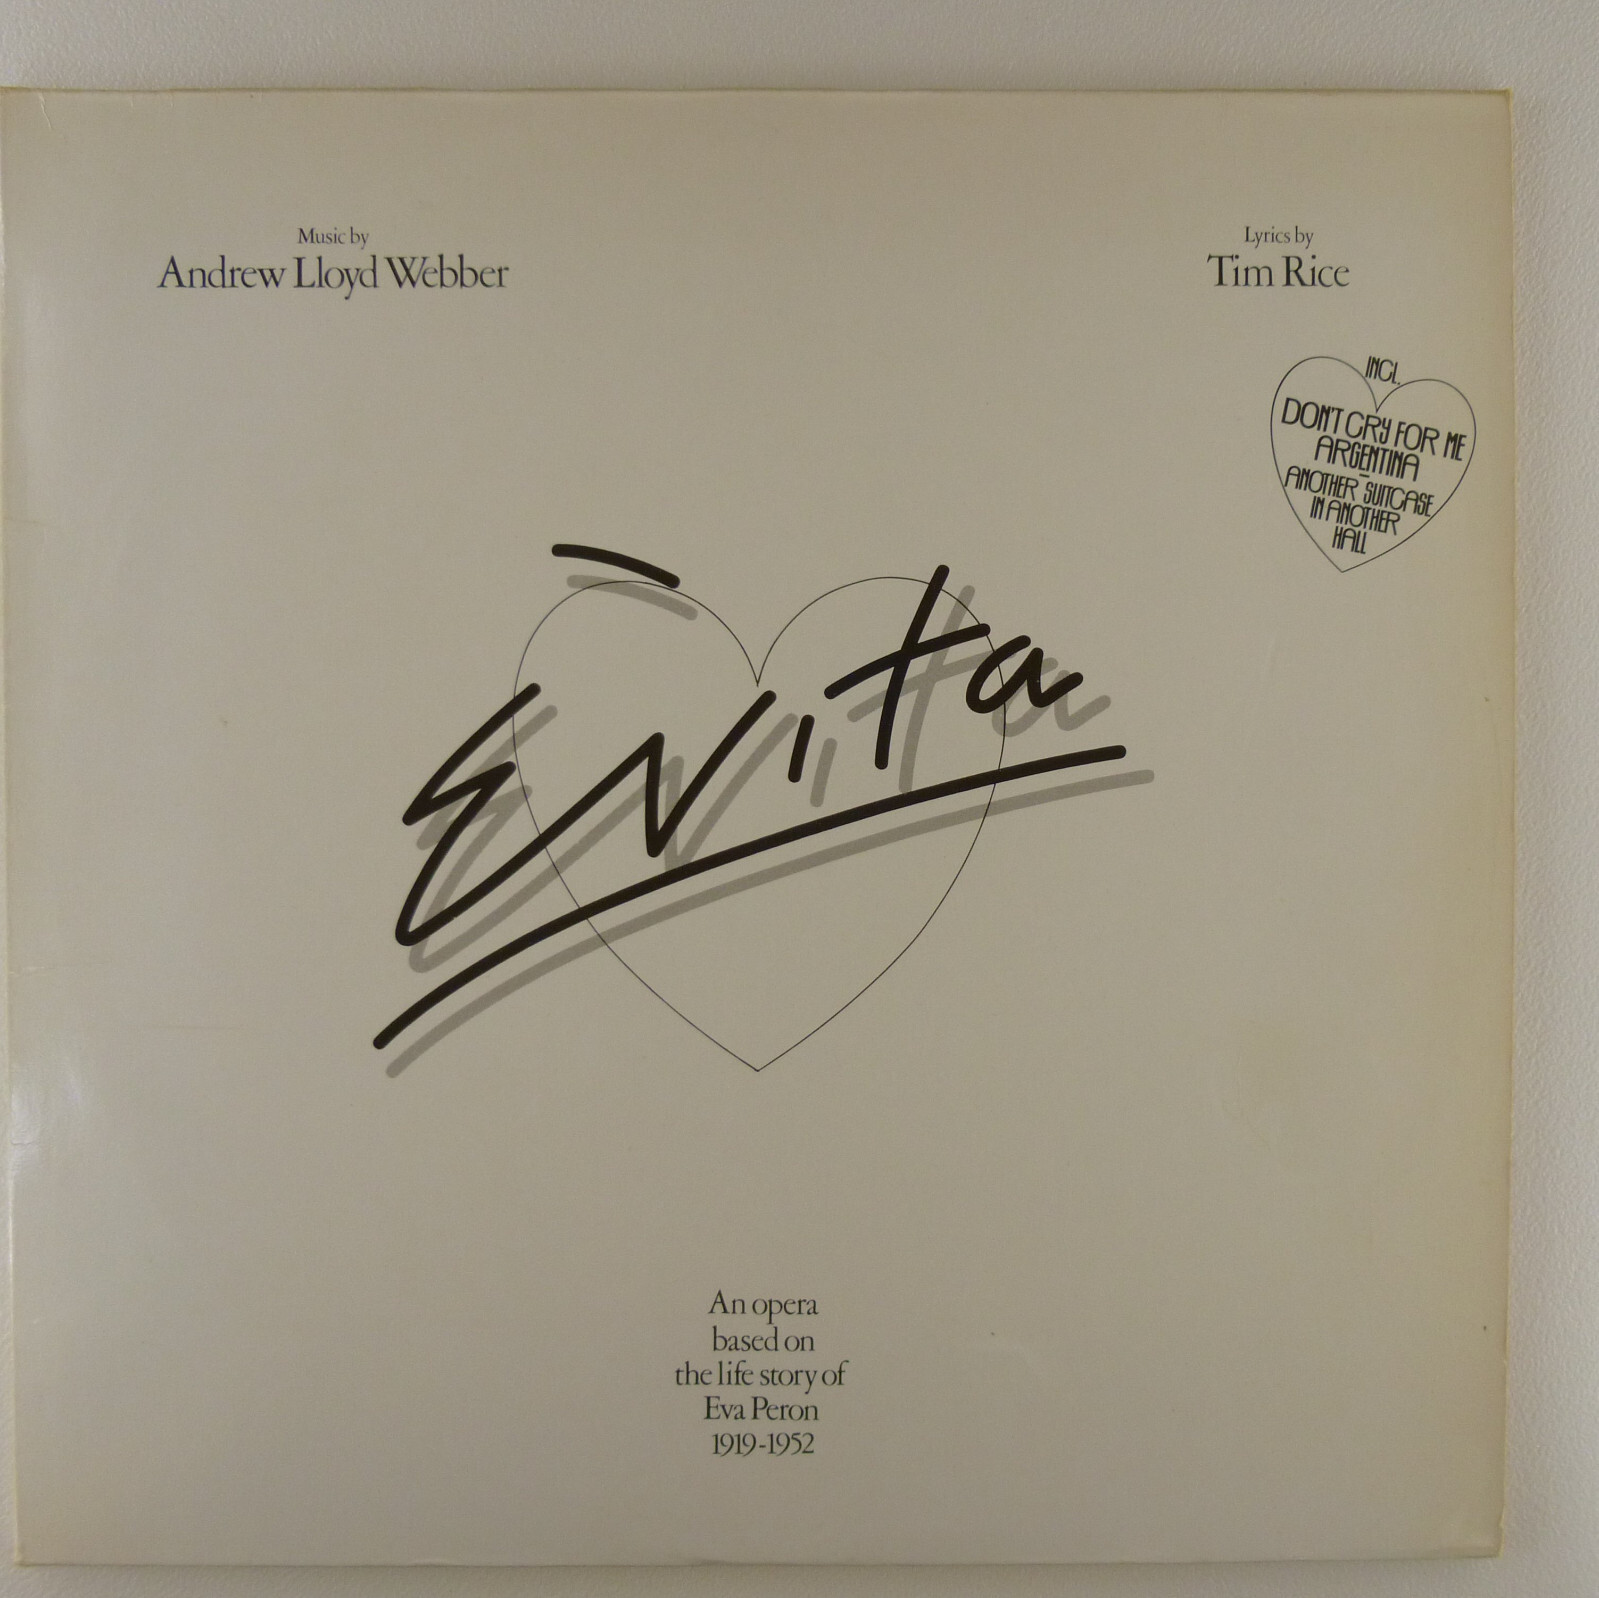 Music by
Andrew Lloyd Webber
Lyrics by
Tim Rice
INCL.
DON'T CRY FOR ME
ARGENTINA
-
ANOTHER SUITCASE
IN ANOTHER
HALL
Evita
An opera
based on
the life story of
Eva Peron
1919-1952